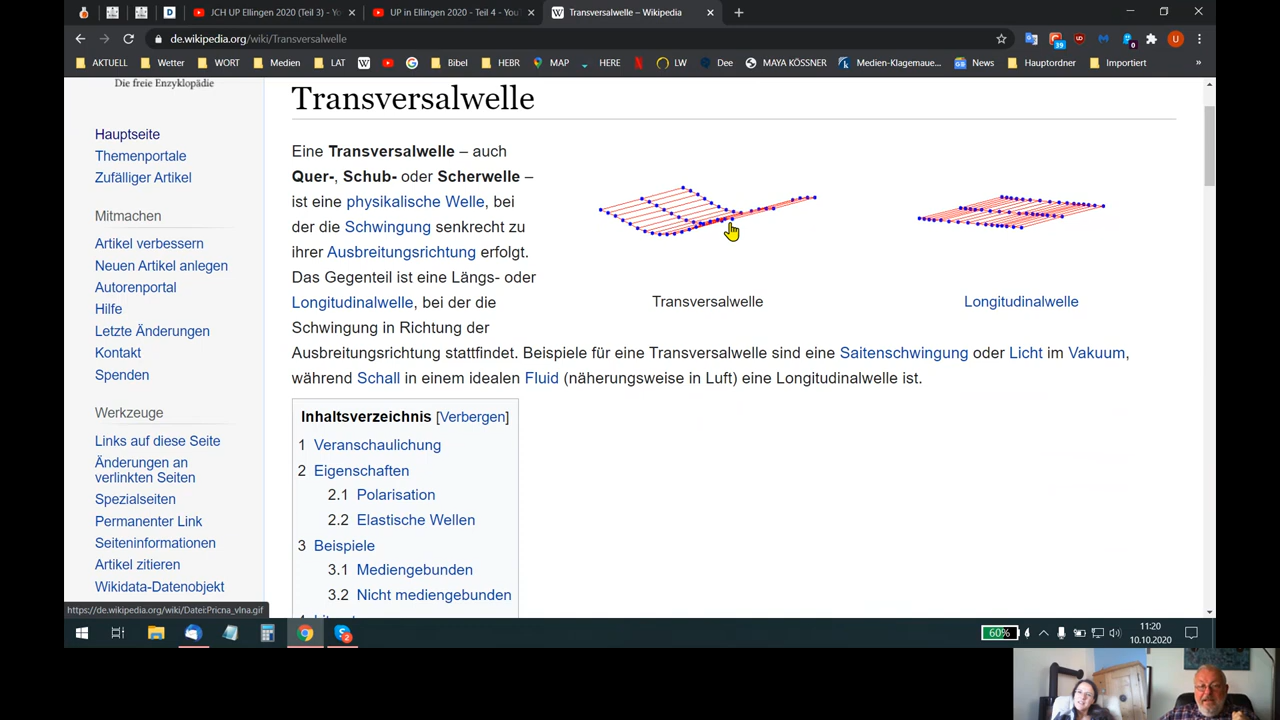 JCH UP Ellingen 2020 (Teil 3) - Yo
UP in Ellingen 2020 - Teil 4 - You
Transversalwelle – Wikipedia
de.wikipedia.org/wiki/Transversalwelle
39
0
U
AKTUELL
Wetter
WORT
Medien
LAT
Bibel
HEBR
MAP
HERE
LW
Dee
MAYA KÖSSNER
Medien-Klagemaue...
News
Hauptordner
Importiert
»
Die freie Enzyklopädie
Hauptseite
Themenportale
Zufälliger Artikel
Mitmachen
Artikel verbessern
Neuen Artikel anlegen
Autorenportal
Hilfe
Letzte Änderungen
Kontakt
Spenden
Werkzeuge
Links auf diese Seite
Änderungen an
verlinkten Seiten
Spezialseiten
Permanenter Link
Seiteninformationen
Artikel zitieren
Wikidata-Datenobjekt
Transversalwelle
Eine Transversalwelle – auch
Quer-, Schub- oder Scherwelle –
ist eine physikalische Welle, bei
der die Schwingung senkrecht zu
ihrer Ausbreitungsrichtung erfolgt.
Das Gegenteil ist eine Längs- oder
Longitudinalwelle, bei der die
Schwingung in Richtung der
Ausbreitungsrichtung stattfindet. Beispiele für eine Transversalwelle sind eine Saitenschwingung oder Licht im Vakuum,
während Schall in einem idealen Fluid (näherungsweise in Luft) eine Longitudinalwelle ist.
Transversalwelle
Longitudinalwelle
Inhaltsverzeichnis [Verbergen]
1 Veranschaulichung
2 Eigenschaften
2.1 Polarisation
2.2 Elastische Wellen
3 Beispiele
3.1 Mediengebunden
3.2 Nicht mediengebunden
https://de.wikipedia.org/wiki/Datei:Pricna_vlna.gif
60%
11:20
10.10.2020